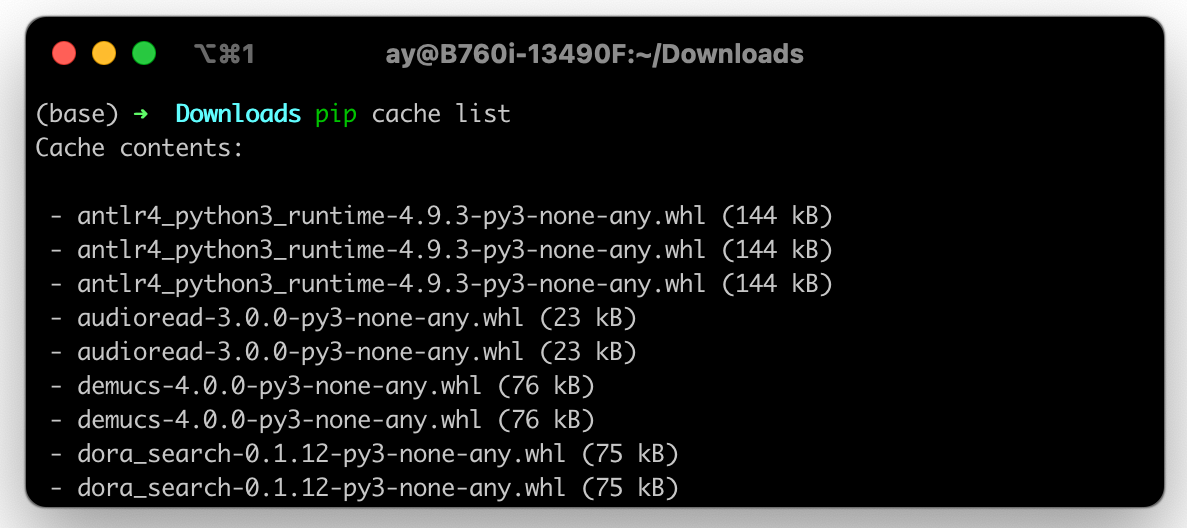 ⌥⌘1 ay@B760i-13490F:~/Downloads
(base) ➜ Downloads pip cache list
Cache contents:
- antlr4_python3_runtime-4.9.3-py3-none-any.whl (144 kB)
- antlr4_python3_runtime-4.9.3-py3-none-any.whl (144 kB)
- antlr4_python3_runtime-4.9.3-py3-none-any.whl (144 kB)
- audioread-3.0.0-py3-none-any.whl (23 kB)
- audioread-3.0.0-py3-none-any.whl (23 kB)
- demucs-4.0.0-py3-none-any.whl (76 kB)
- demucs-4.0.0-py3-none-any.whl (76 kB)
- dora_search-0.1.12-py3-none-any.whl (75 kB)
- dora_search-0.1.12-py3-none-any.whl (75 kB)